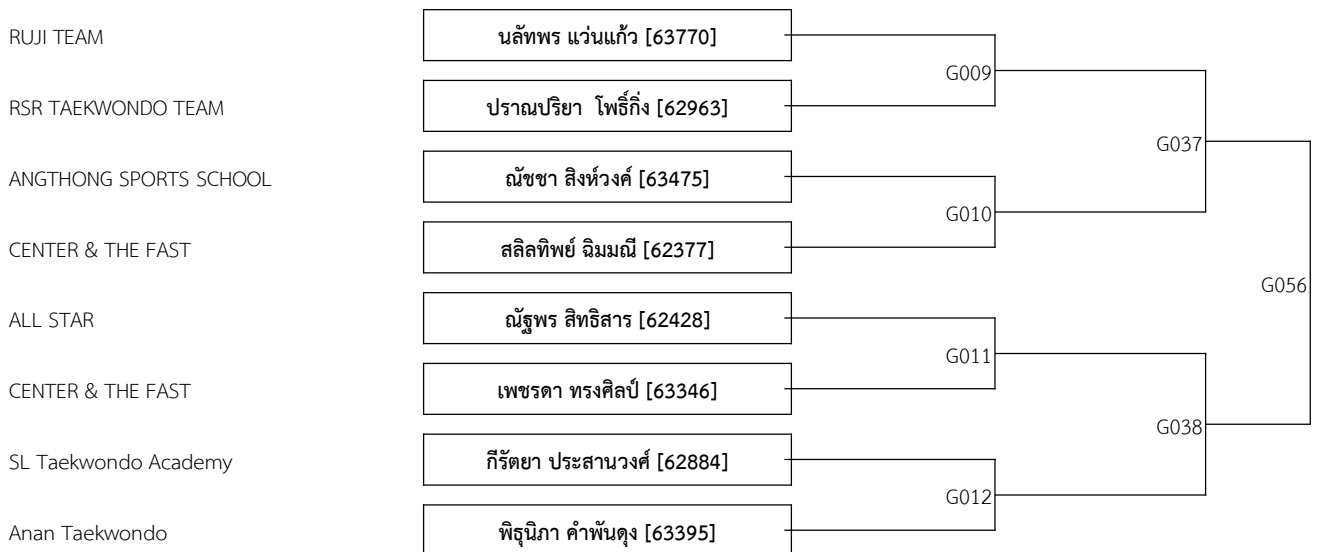 RUJI TEAM นลัทพร แว่นแก้ว [63770]
G009
RSR TAEKWONDO TEAM ปราณปริยา  โพธิ์กิ่ง [62963]
G037
ANGTHONG SPORTS SCHOOL ณัชชา สิงห์วงค์ [63475]
G010
CENTER & THE FAST สลิลทิพย์ ฉิมมณี [62377]
G056
ALL STAR ณัฐพร สิทธิสาร [62428]
G011
CENTER & THE FAST เพชรดา ทรงศิลป์ [63346]
G038
SL Taekwondo Academy กีรัตยา ประสานวงศ์ [62884]
G012
Anan Taekwondo พิธุนิภา คำพันดุง [63395]